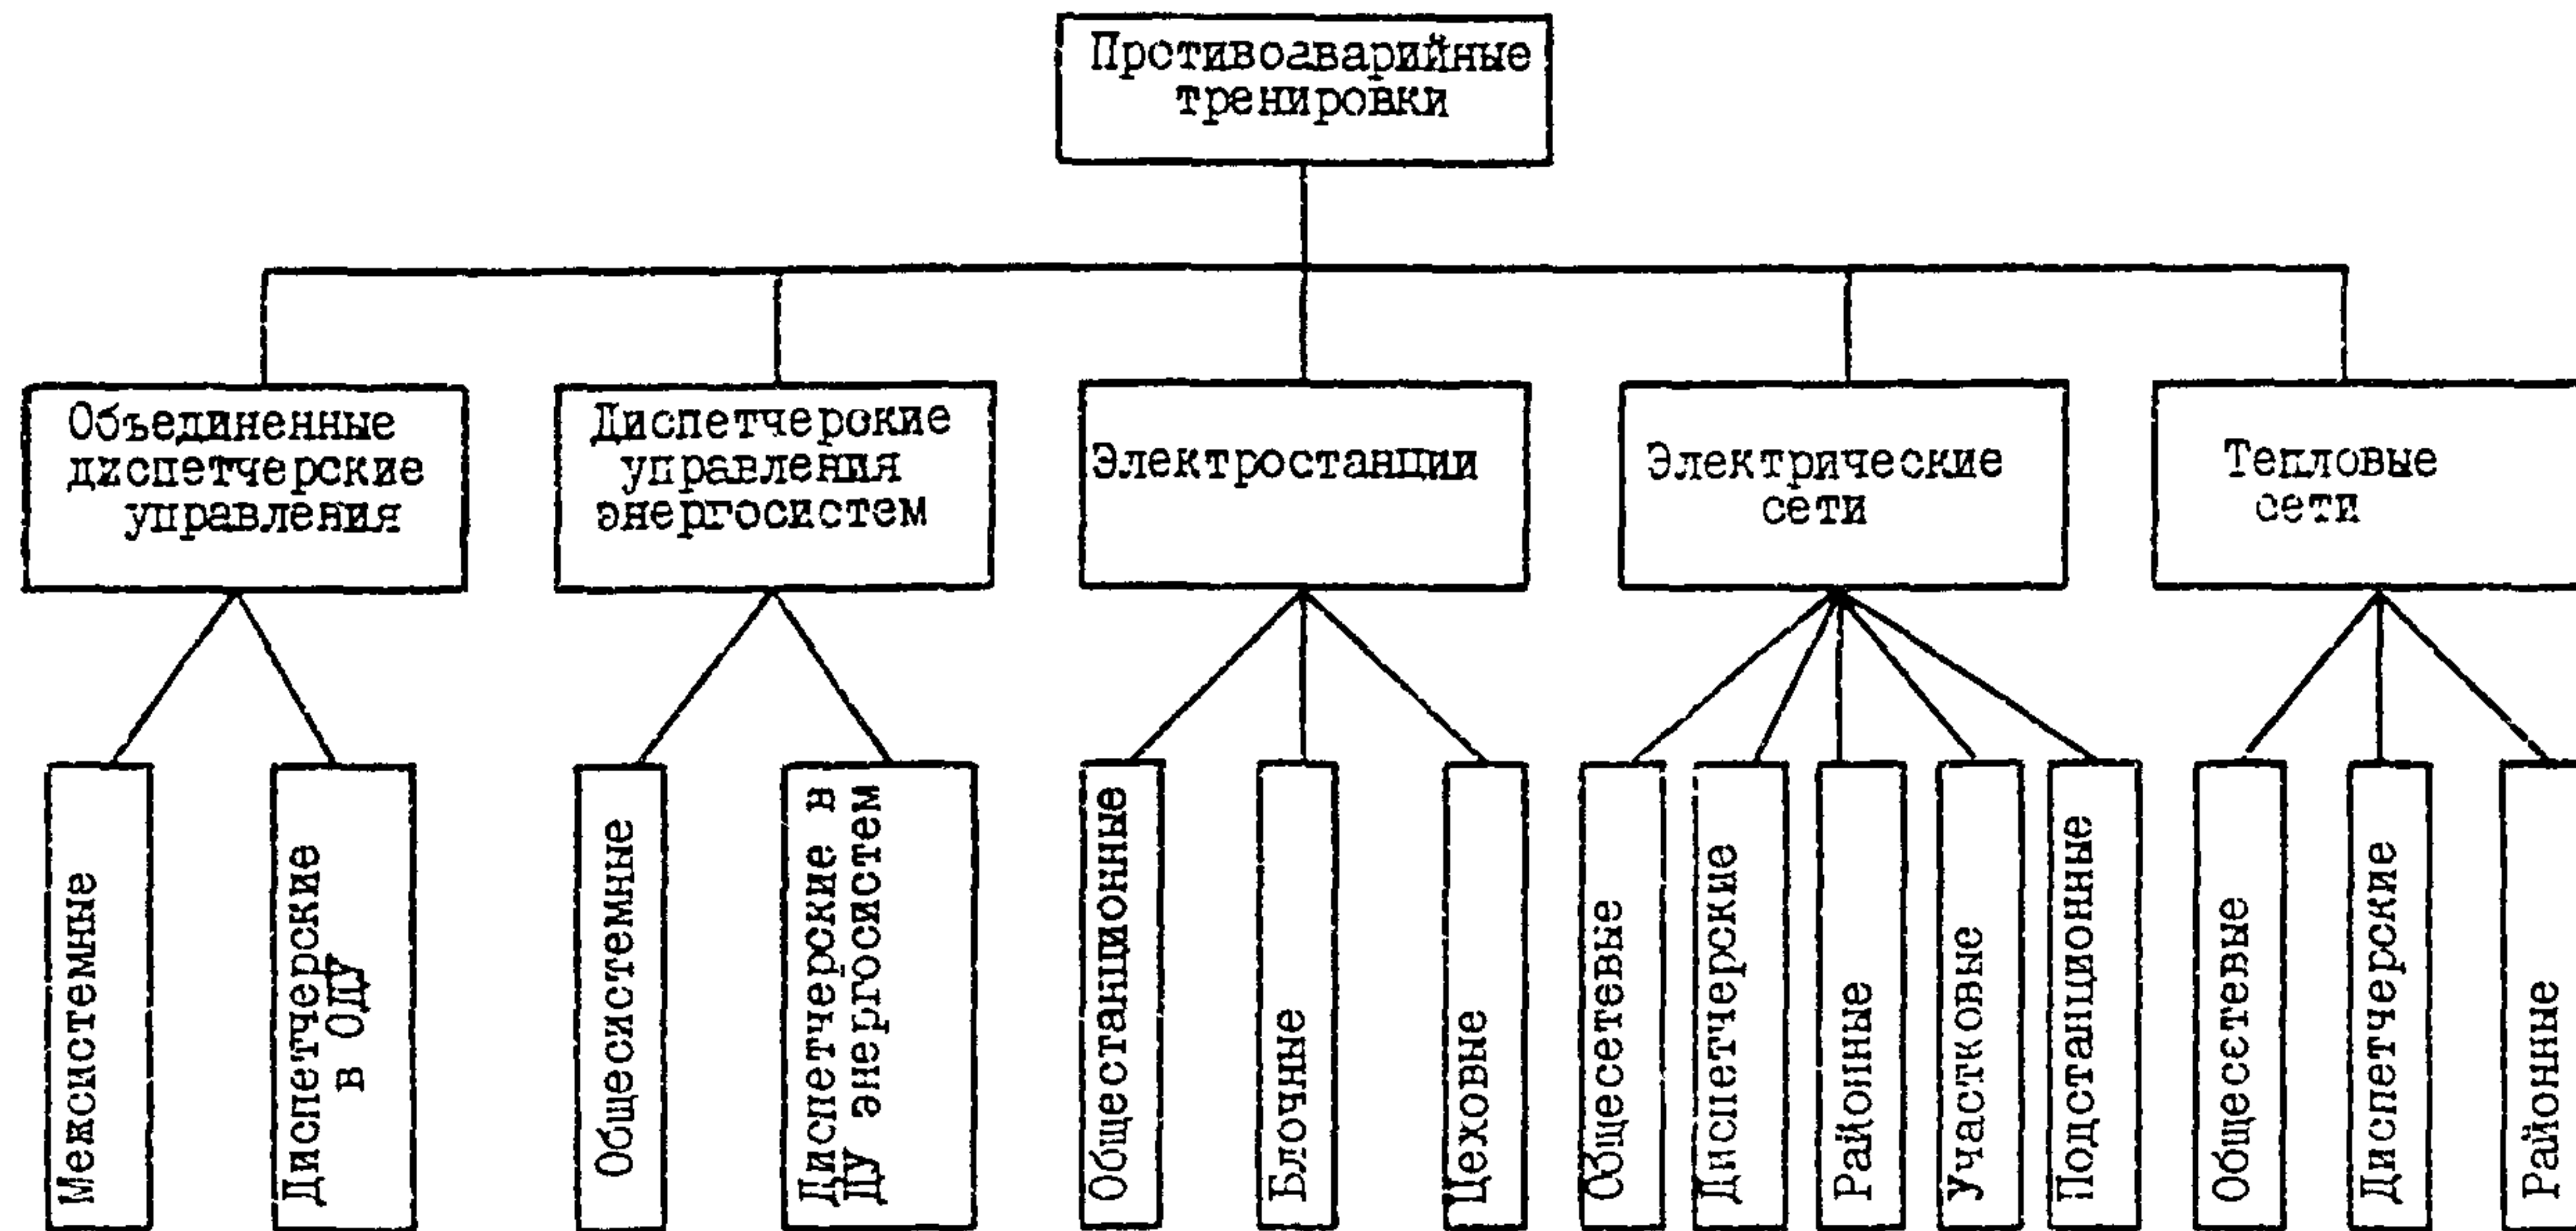 Противоаварийные
тренировки
Объединенные
диспетчерские
управления
Диспетчерские
управления
энергосистем
Электростанции
Электрические
сети
Тепловые
сети
Межсистемные
Диспетчерские
в ОДУ
Общесистемные
Диспетчерские в
ДУ энергосистем
Общестанционные
Блочные
Цеховые
Общесетевые
Диспетчерские
Районные
Участковые
Подстанционные
Общесетевые
Диспетчерские
Районные